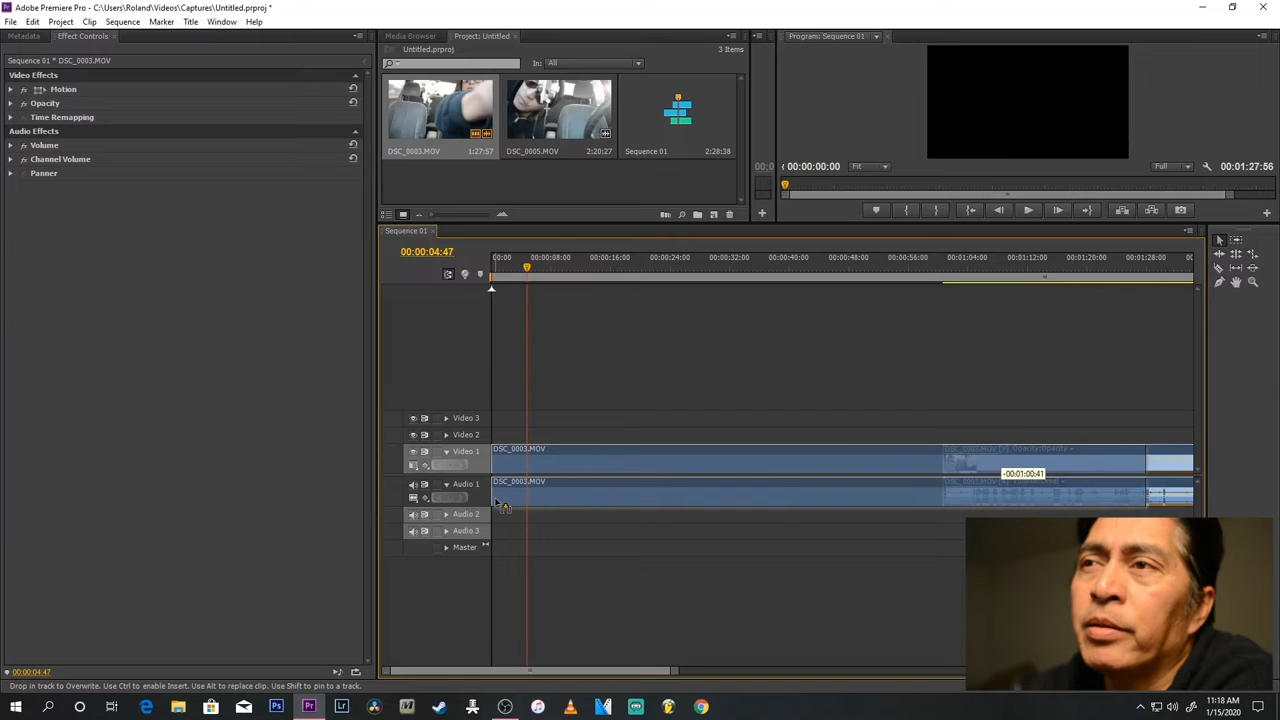 Adobe Premiere Pro - C:\Users\Roland\Videos\Captures\Untitled.prproj *
File Edit Project Clip Sequence Marker Title Window Help
Metadata Effect Controls
Media Browser Project: Untitled
Program: Sequence 01
Untitled.prproj 3 Items
Sequence 01 * DSC_0003.MOV
In: All
Video Effects
Motion
Opacity
Time Remapping
Audio Effects
Volume
Channel Volume
Panner
DSC_0003.MOV 1:27:57
DSC_0005.MOV 2:20:27
Sequence 01 2:28:38
00;0
00:00:00:00 Fit Full 00:01:27:56
Sequence 01
00:00:04:47
00:00 00:00:08:00 00:00:16:00 00:00:24:00 00:00:32:00 00:00:40:00 00:00:48:00 00:00:56:00 00:01:04:00 00:01:12:00 00:01:20:00 00:01:28:00
Video 3
Video 2
Video 1
DSC_0003.MOV
DSC_0003.MOV [V] Opacity:Opacity
-00:01:00:41
Audio 1
DSC_0003.MOV
DSC_0003.MOV [A]
Audio 2
Audio 3
Master
00:00:04:47
Drop in track to Overwrite. Use Ctrl to enable Insert. Use Alt to replace clip. Use Shift to pin to a track.
11:18 AM
1/15/2020